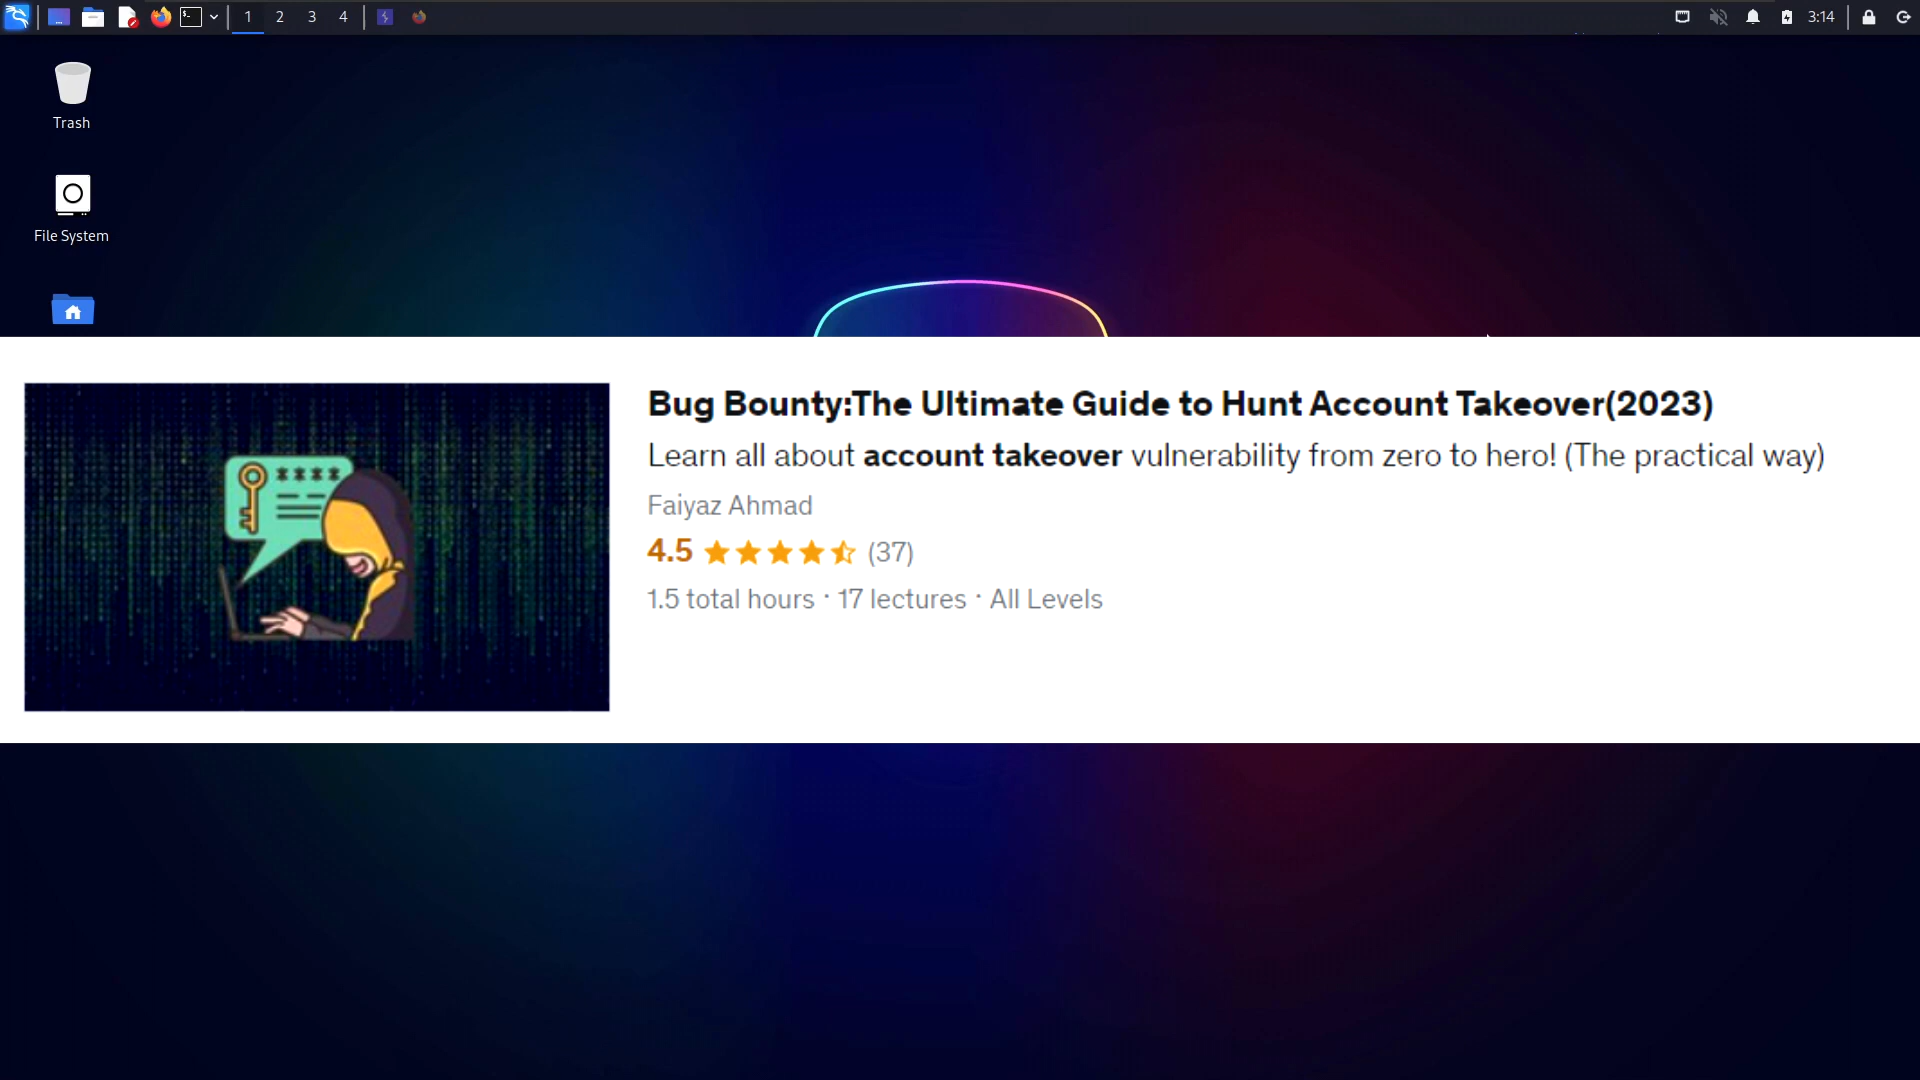 1 2 3 4
3:14
Trash
File System
Bug Bounty:The Ultimate Guide to Hunt Account Takeover(2023)
Learn all about account takeover vulnerability from zero to hero! (The practical way)
Faiyaz Ahmad
4.5 (37)
1.5 total hours · 17 lectures · All Levels